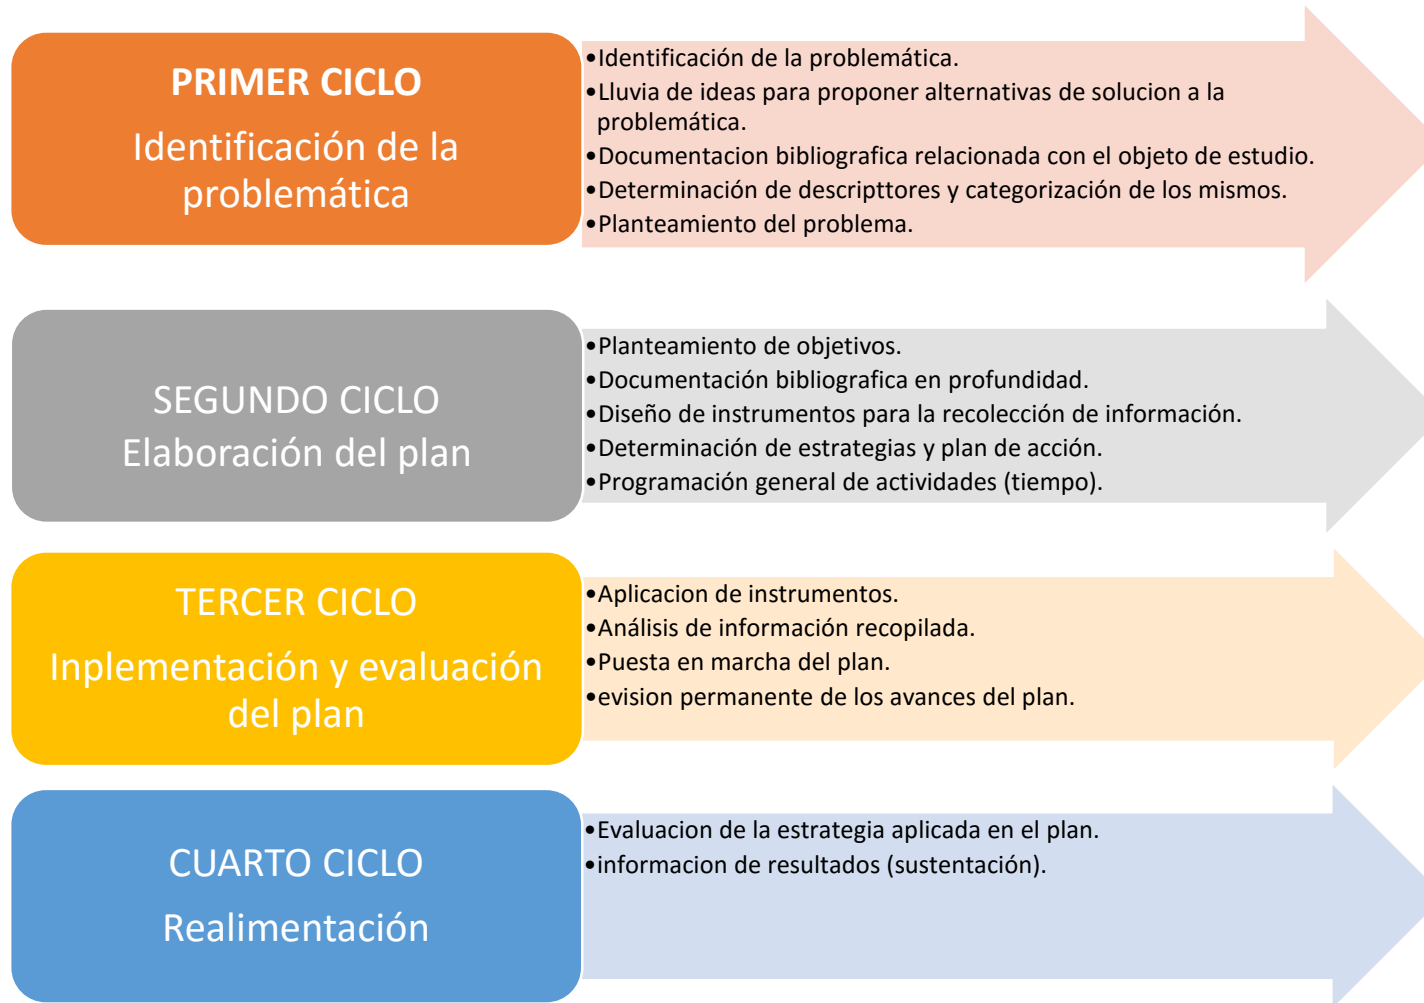 PRIMER CICLO
Identificación de la
problemática
•Identificación de la problemática.
•Lluvia de ideas para proponer alternativas de solucion a la
problemática.
•Documentacion bibliografica relacionada con el objeto de estudio.
•Determinación de descripttores y categorización de los mismos.
•Planteamiento del problema.
SEGUNDO CICLO
Elaboración del plan
•Planteamiento de objetivos.
•Documentación bibliografica en profundidad.
•Diseño de instrumentos para la recolección de información.
•Determinación de estrategias y plan de acción.
•Programación general de actividades (tiempo).
TERCER CICLO
Inplementación y evaluación
del plan
•Aplicacion de instrumentos.
•Análisis de información recopilada.
•Puesta en marcha del plan.
•evision permanente de los avances del plan.
CUARTO CICLO
Realimentación
•Evaluacion de la estrategia aplicada en el plan.
•informacion de resultados (sustentación).